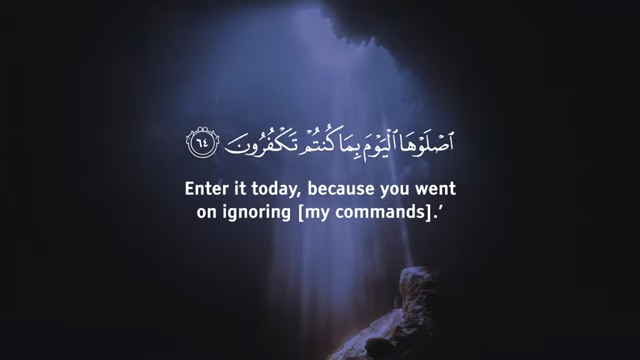 ٱصْلَوْهَا ٱلْيَوْمَ بِمَا كُنتُمْ تَكْفُرُونَ ٦٤
Enter it today, because you went
on ignoring [my commands].’